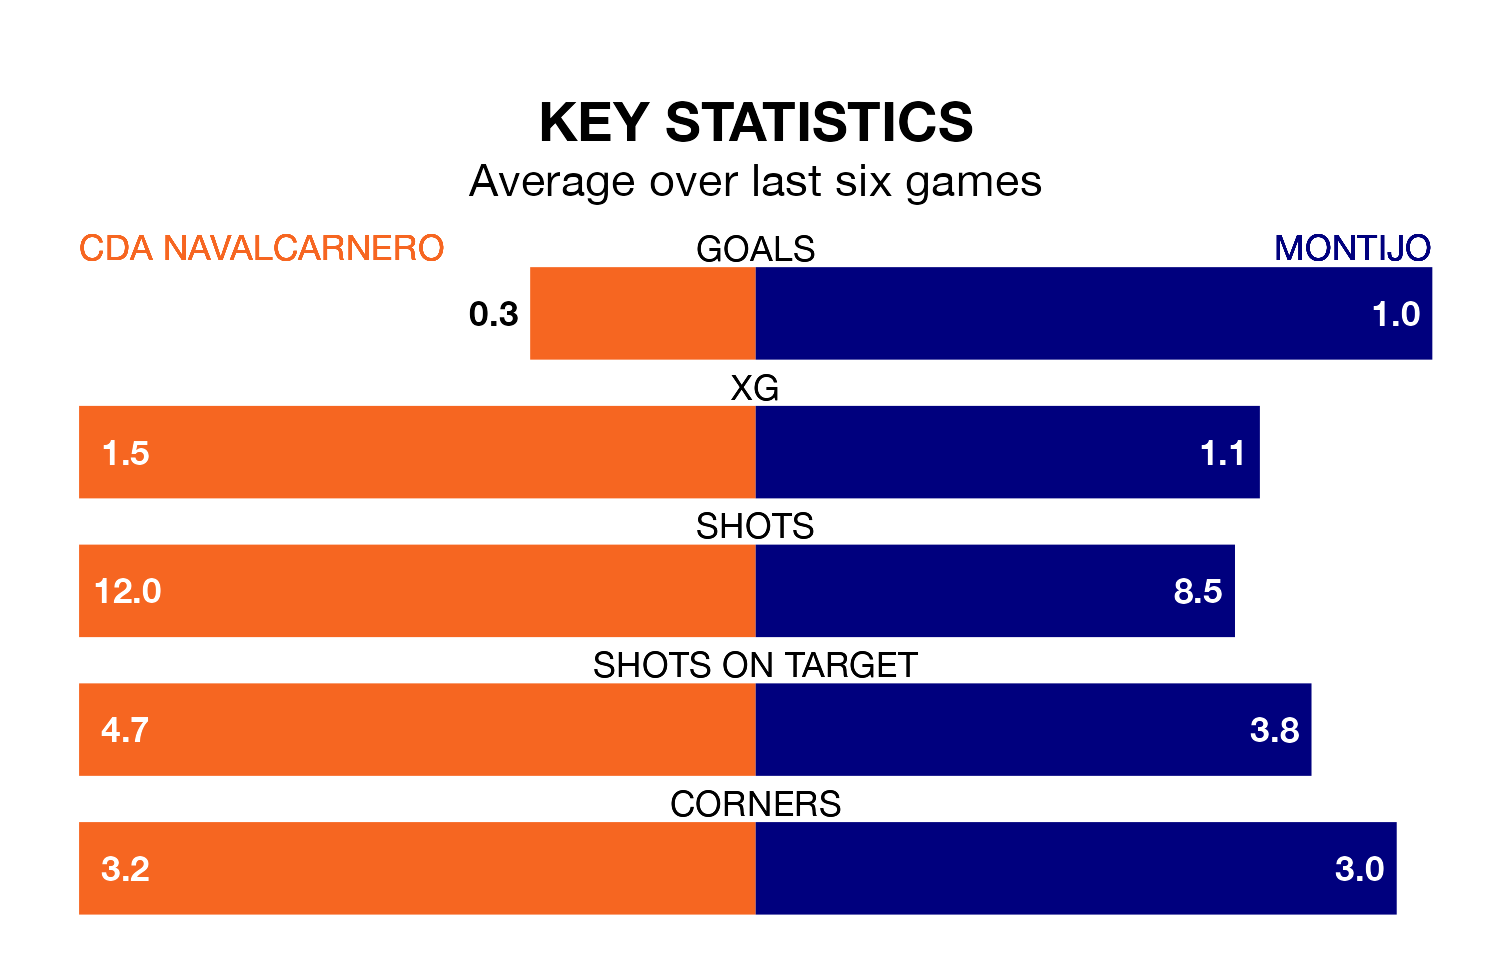 KEY STATISTICS
Average over last six games
CDA NAVALCARNERO GOALS MONTIJO
0.3 1.0
XG
1.5 1.1
SHOTS
12.0 8.5
SHOTS ON TARGET
4.7 3.8
CORNERS
3.2 3.0